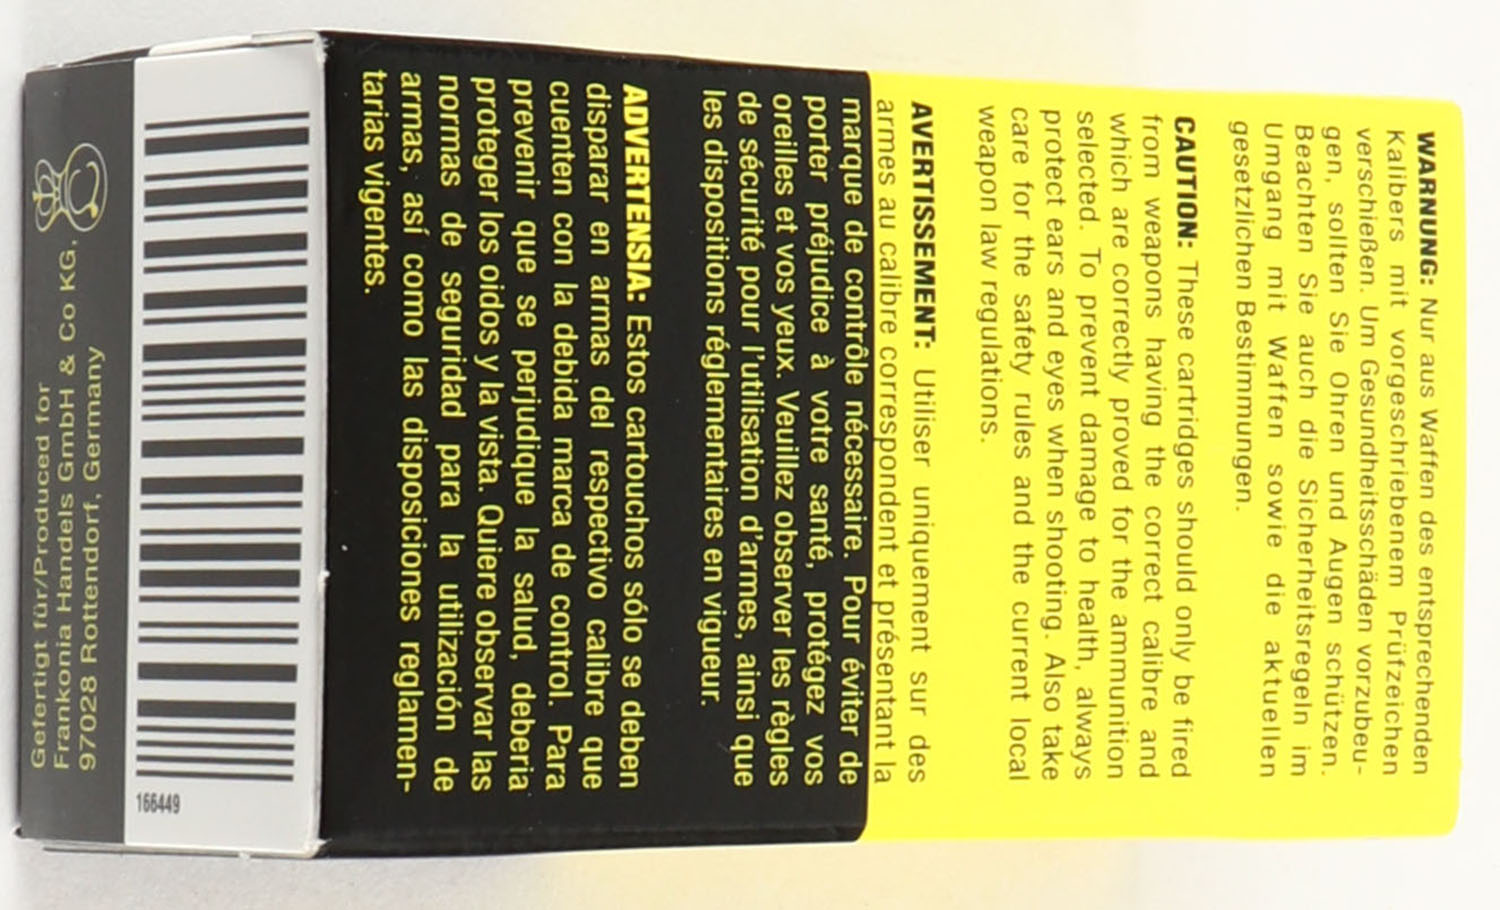 WARNUNG: Nur aus Waffen des entsprechenden
Kalibers mit vorgeschriebenem Prüfzeichen
verschießen. Um Gesundheitsschäden vorzubeu-
gen, sollten Sie Ohren und Augen schützen.
Beachten Sie auch die Sicherheitsregeln im
Umgang mit Waffen sowie die aktuellen
gesetzlichen Bestimmungen.
CAUTION: These cartridges should only be fired
from weapons having the correct calibre and
which are correctly proved for the ammunition
selected. To prevent damage to health, always
protect ears and eyes when shooting. Also take
care for the safety rules and the current local
weapon law regulations.
AVERTISSEMENT: Utiliser uniquement sur des
armes au calibre correspondent et présentant la
marque de contrôle nécessaire. Pour éviter de
porter préjudice à votre santé, protégez vos
oreilles et vos yeux. Veuillez observer les règles
de sécurité pour l'utilisation d'armes, ainsi que
les dispositions réglementaires en vigueur.
ADVERTENSIA: Estos cartouchos sólo se deben
disparar en armas del respectivo calibre que
cuenten con la debida marca de control. Para
prevenir que se perjudique la salud, deberia
proteger los oidos y la vista. Quiere observar las
normas de seguridad para la utilización de
armas, así como las disposiciones reglamen-
tarias vigentes.
166449
Gefertigt für/Produced for
Frankonia Handels GmbH & Co KG,
97028 Rottendorf, Germany